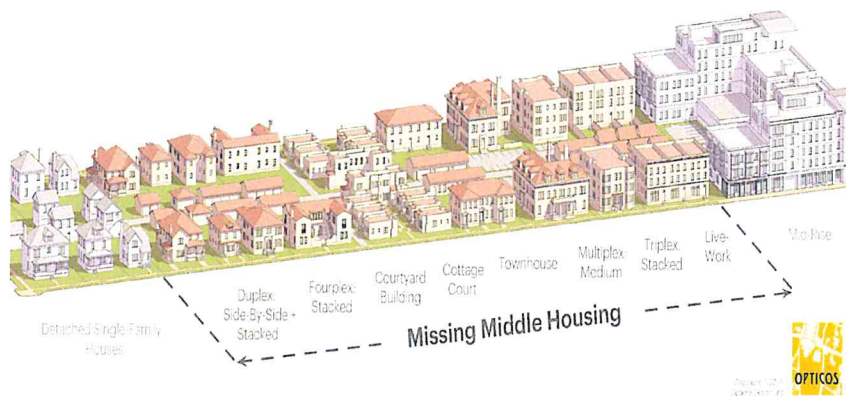 Detached Single-Family
Houses
Duplex:
Side-By-Side +
Stacked
Fourplex:
Stacked
Courtyard
Building
Cottage
Court
Townhouse
Multiplex:
Medium
Triplex:
Stacked
Live-
Work
Mid-Rise
Missing Middle Housing
OPTICOS